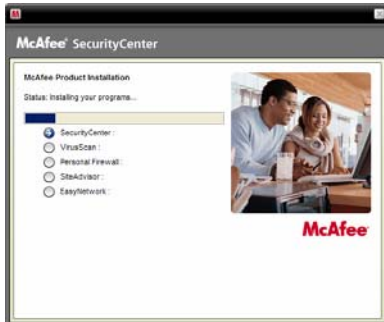 McAfee® SecurityCenter
McAfee Product Installation
Status: Installing your programs...
SecurityCenter :
VirusScan :
Personal Firewall :
SiteAdvisor :
EasyNetwork :
McAfee®